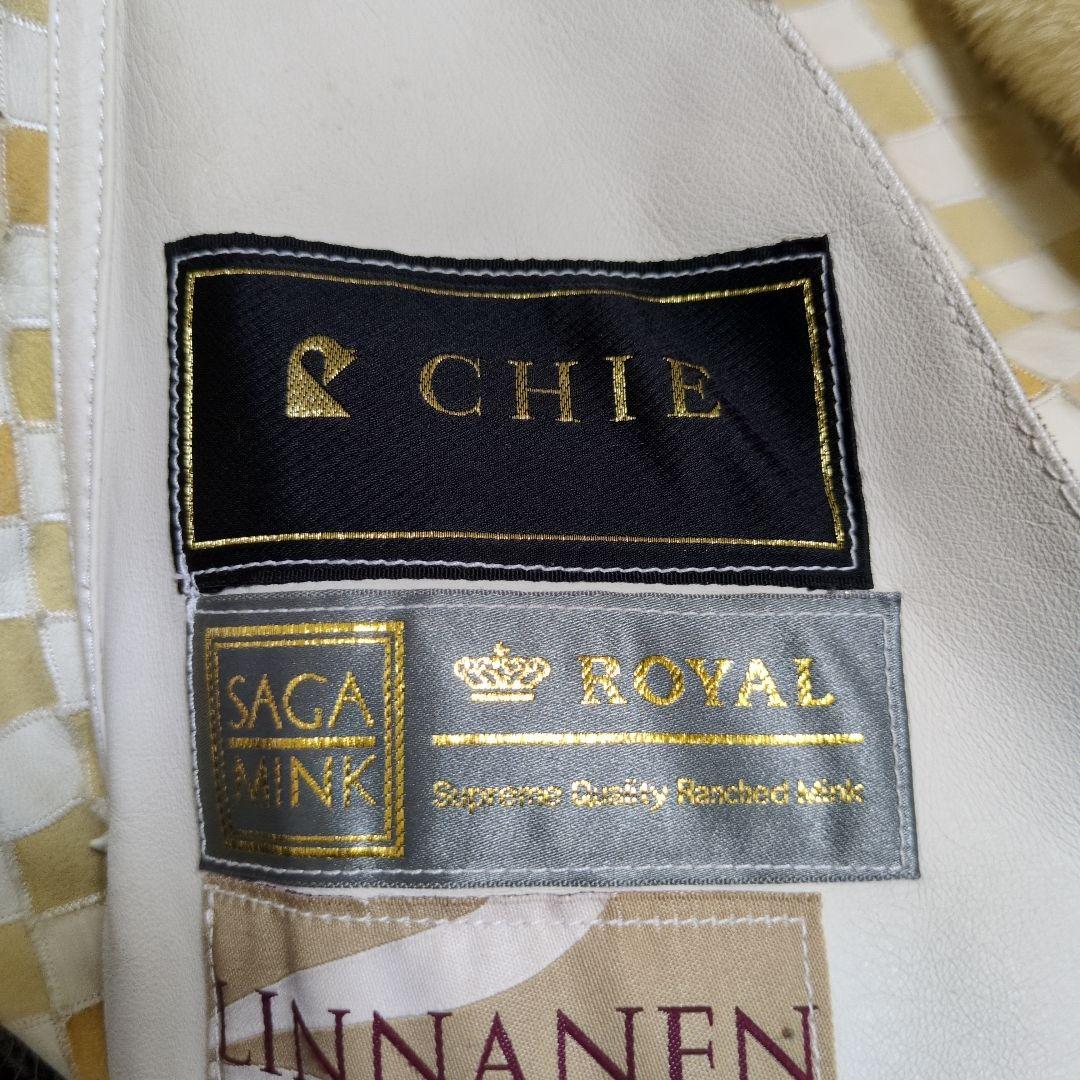 CHIE
SAGA
MINK
ROYAL
Supreme Quality Ranched Mink
LINNANEN